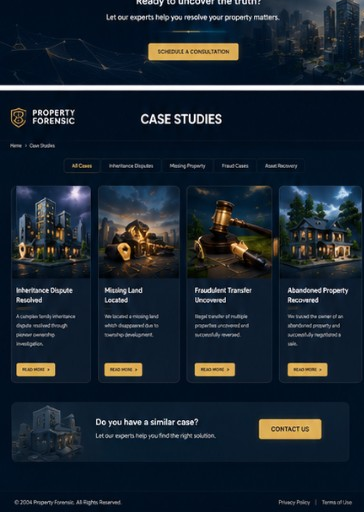 Ready to uncover the truth?
Let our experts help you resolve your property matters.
SCHEDULE A CONSULTATION
PROPERTY
FORENSIC
CASE STUDIES
Home > Case Studies
All Cases
Inheritance Disputes
Missing Property
Fraud Cases
Asset Recovery
Inheritance Dispute
Resolved
A complex family inheritance
dispute resolved through
pioneer ownership
investigation.
READ MORE >
Missing Land
Located
We located a missing land
which disappeared due to
township development.
READ MORE >
Fraudulent Transfer
Uncovered
Illegal transfer of multiple
properties uncovered and
successfully reversed.
READ MORE >
Abandoned Property
Recovered
We traced the owner of an
abandoned property and
successfully negotiated a
sale.
READ MORE >
Do you have a similar case?
Let our experts help you find the right solution.
CONTACT US
© 2004 Property Forensic. All Rights Reserved.
Privacy Policy | Terms of Use